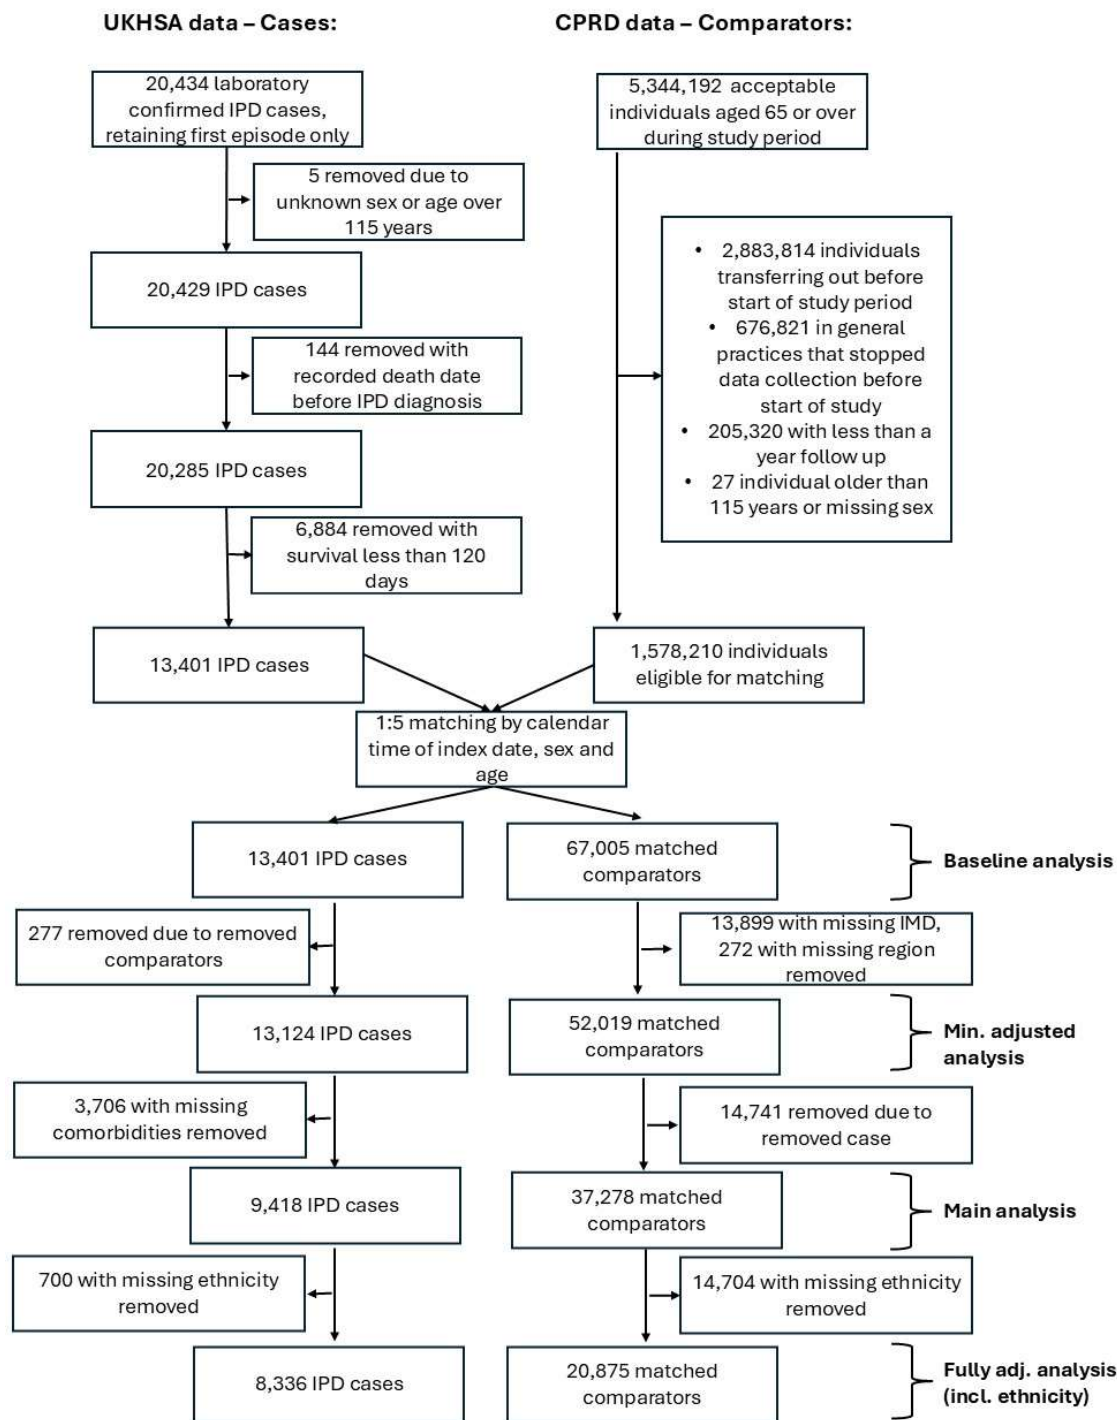 UKHSA data – Cases:
CPRD data – Comparators:
20,434 laboratory
confirmed IPD cases,
retaining first episode only
5,344,192 acceptable
individuals aged 65 or over
during study period
5 removed due to
unknown sex or age over
115 years
20,429 IPD cases
144 removed with
recorded death date
before IPD diagnosis
20,285 IPD cases
6,884 removed with
survival less than 120
days
• 2,883,814 individuals
transferring out before
start of study period
• 676,821 in general
practices that stopped
data collection before
start of study
• 205,320 with less than a
year follow up
• 27 individual older than
115 years or missing sex
13,401 IPD cases
1,578,210 individuals
eligible for matching
1:5 matching by calendar
time of index date, sex and
age
13,401 IPD cases
67,005 matched
comparators
Baseline analysis
277 removed due to removed
comparators
13,899 with missing IMD,
272 with missing region
removed
13,124 IPD cases
52,019 matched
comparators
Min. adjusted
analysis
3,706 with missing
comorbidities removed
14,741 removed due to
removed case
9,418 IPD cases
37,278 matched
comparators
Main analysis
700 with missing ethnicity
removed
14,704 with missing ethnicity
removed
8,336 IPD cases
20,875 matched
comparators
Fully adj. analysis
(incl. ethnicity)